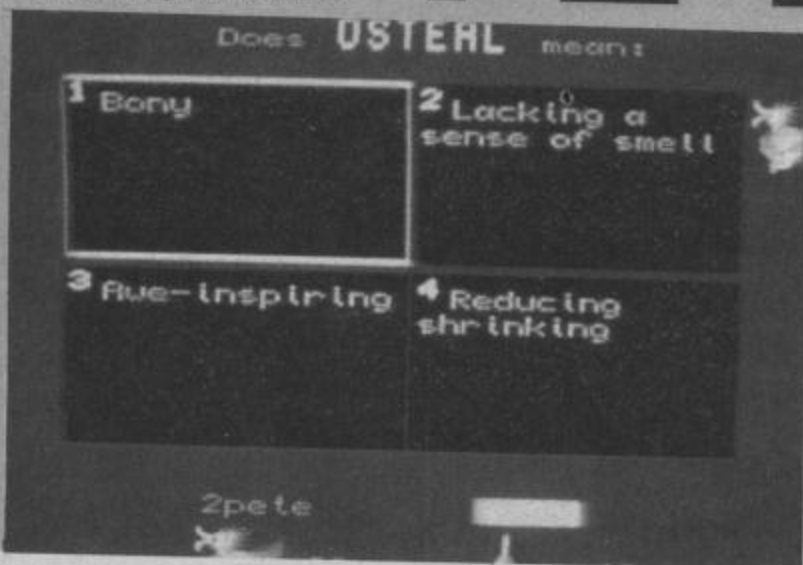 Does OSTEAL mean:
1 Bony
2 Lacking a
sense of smell
3 Awe-inspiring
4 Reducing
shrinking
2pete